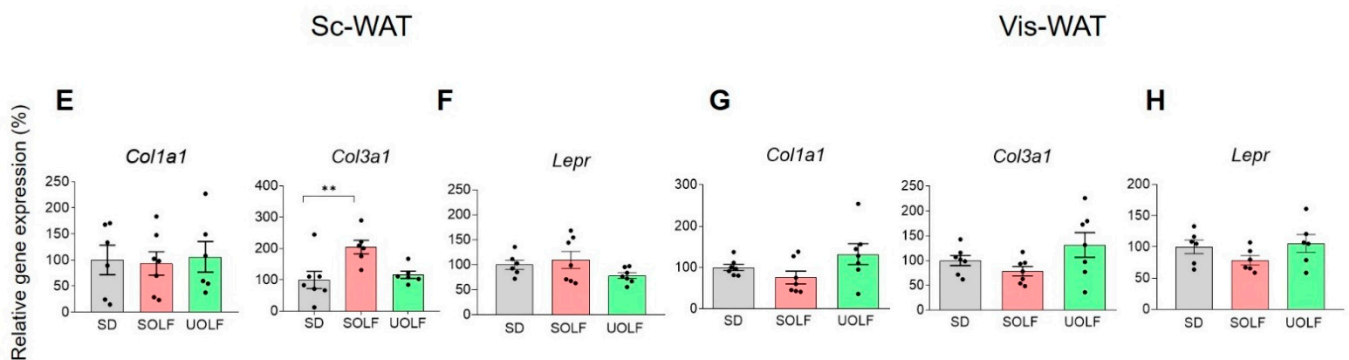 Sc-WAT
Vis-WAT
Relative gene expression (%)
E
Col1a1
250
200
150
100
50
0
SD SOLF UOLF
Col3a1
**
400
300
200
100
0
SD SOLF UOLF
F
Lepr
250
200
150
100
50
0
SD SOLF UOLF
G
Col1a1
300
200
100
0
SD SOLF UOLF
Col3a1
250
200
150
100
50
0
SD SOLF UOLF
H
Lepr
200
150
100
50
0
SD SOLF UOLF